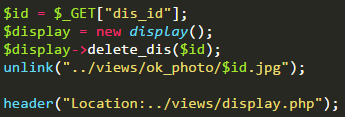 $id = $_GET["dis_id"];
$display = new display();
$display->delete_dis($id);
unlink("../views/ok_photo/$id.jpg");
header("Location:../views/display.php");